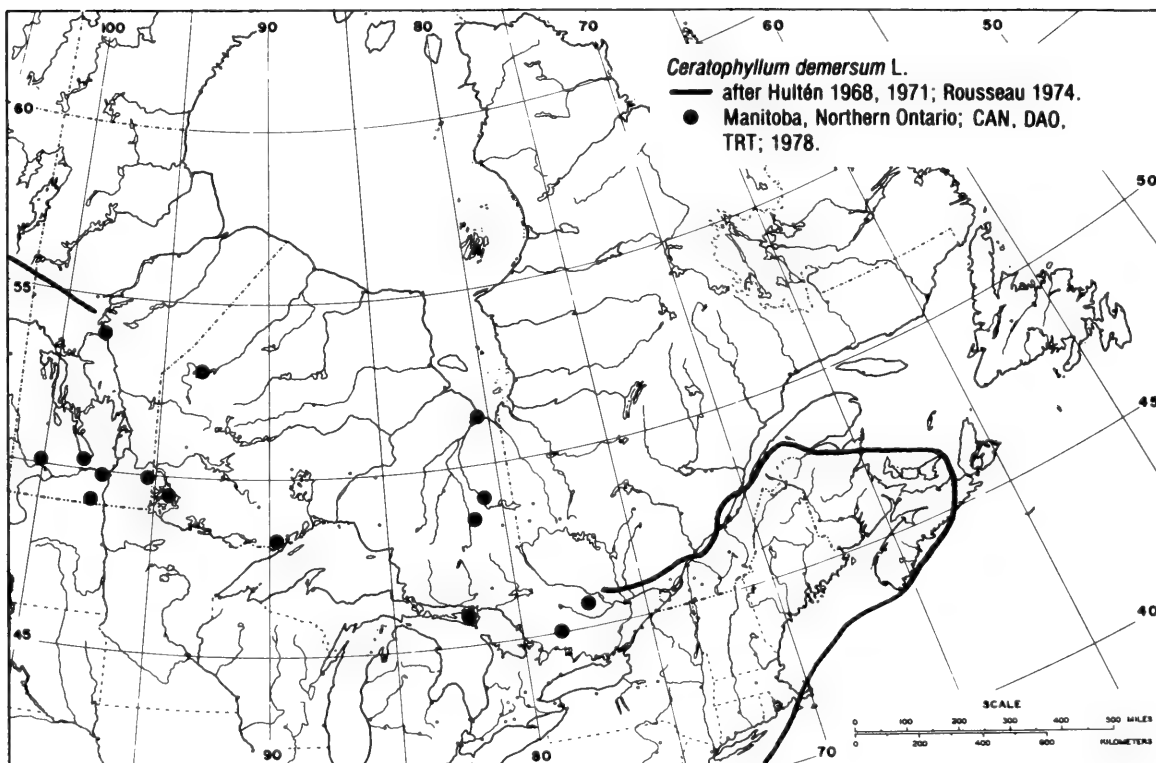 100
90
80
70
60
50
60
Ceratophyllum demersum L.
after Hultén 1968, 1971; Rousseau 1974.
Manitoba, Northern Ontario; CAN, DAO,
TRT; 1978.
50
55
45
45
40
SCALE
0 100 200 300 400 500 MILES
0 200 400 600 KILOMETERS
90
80
70